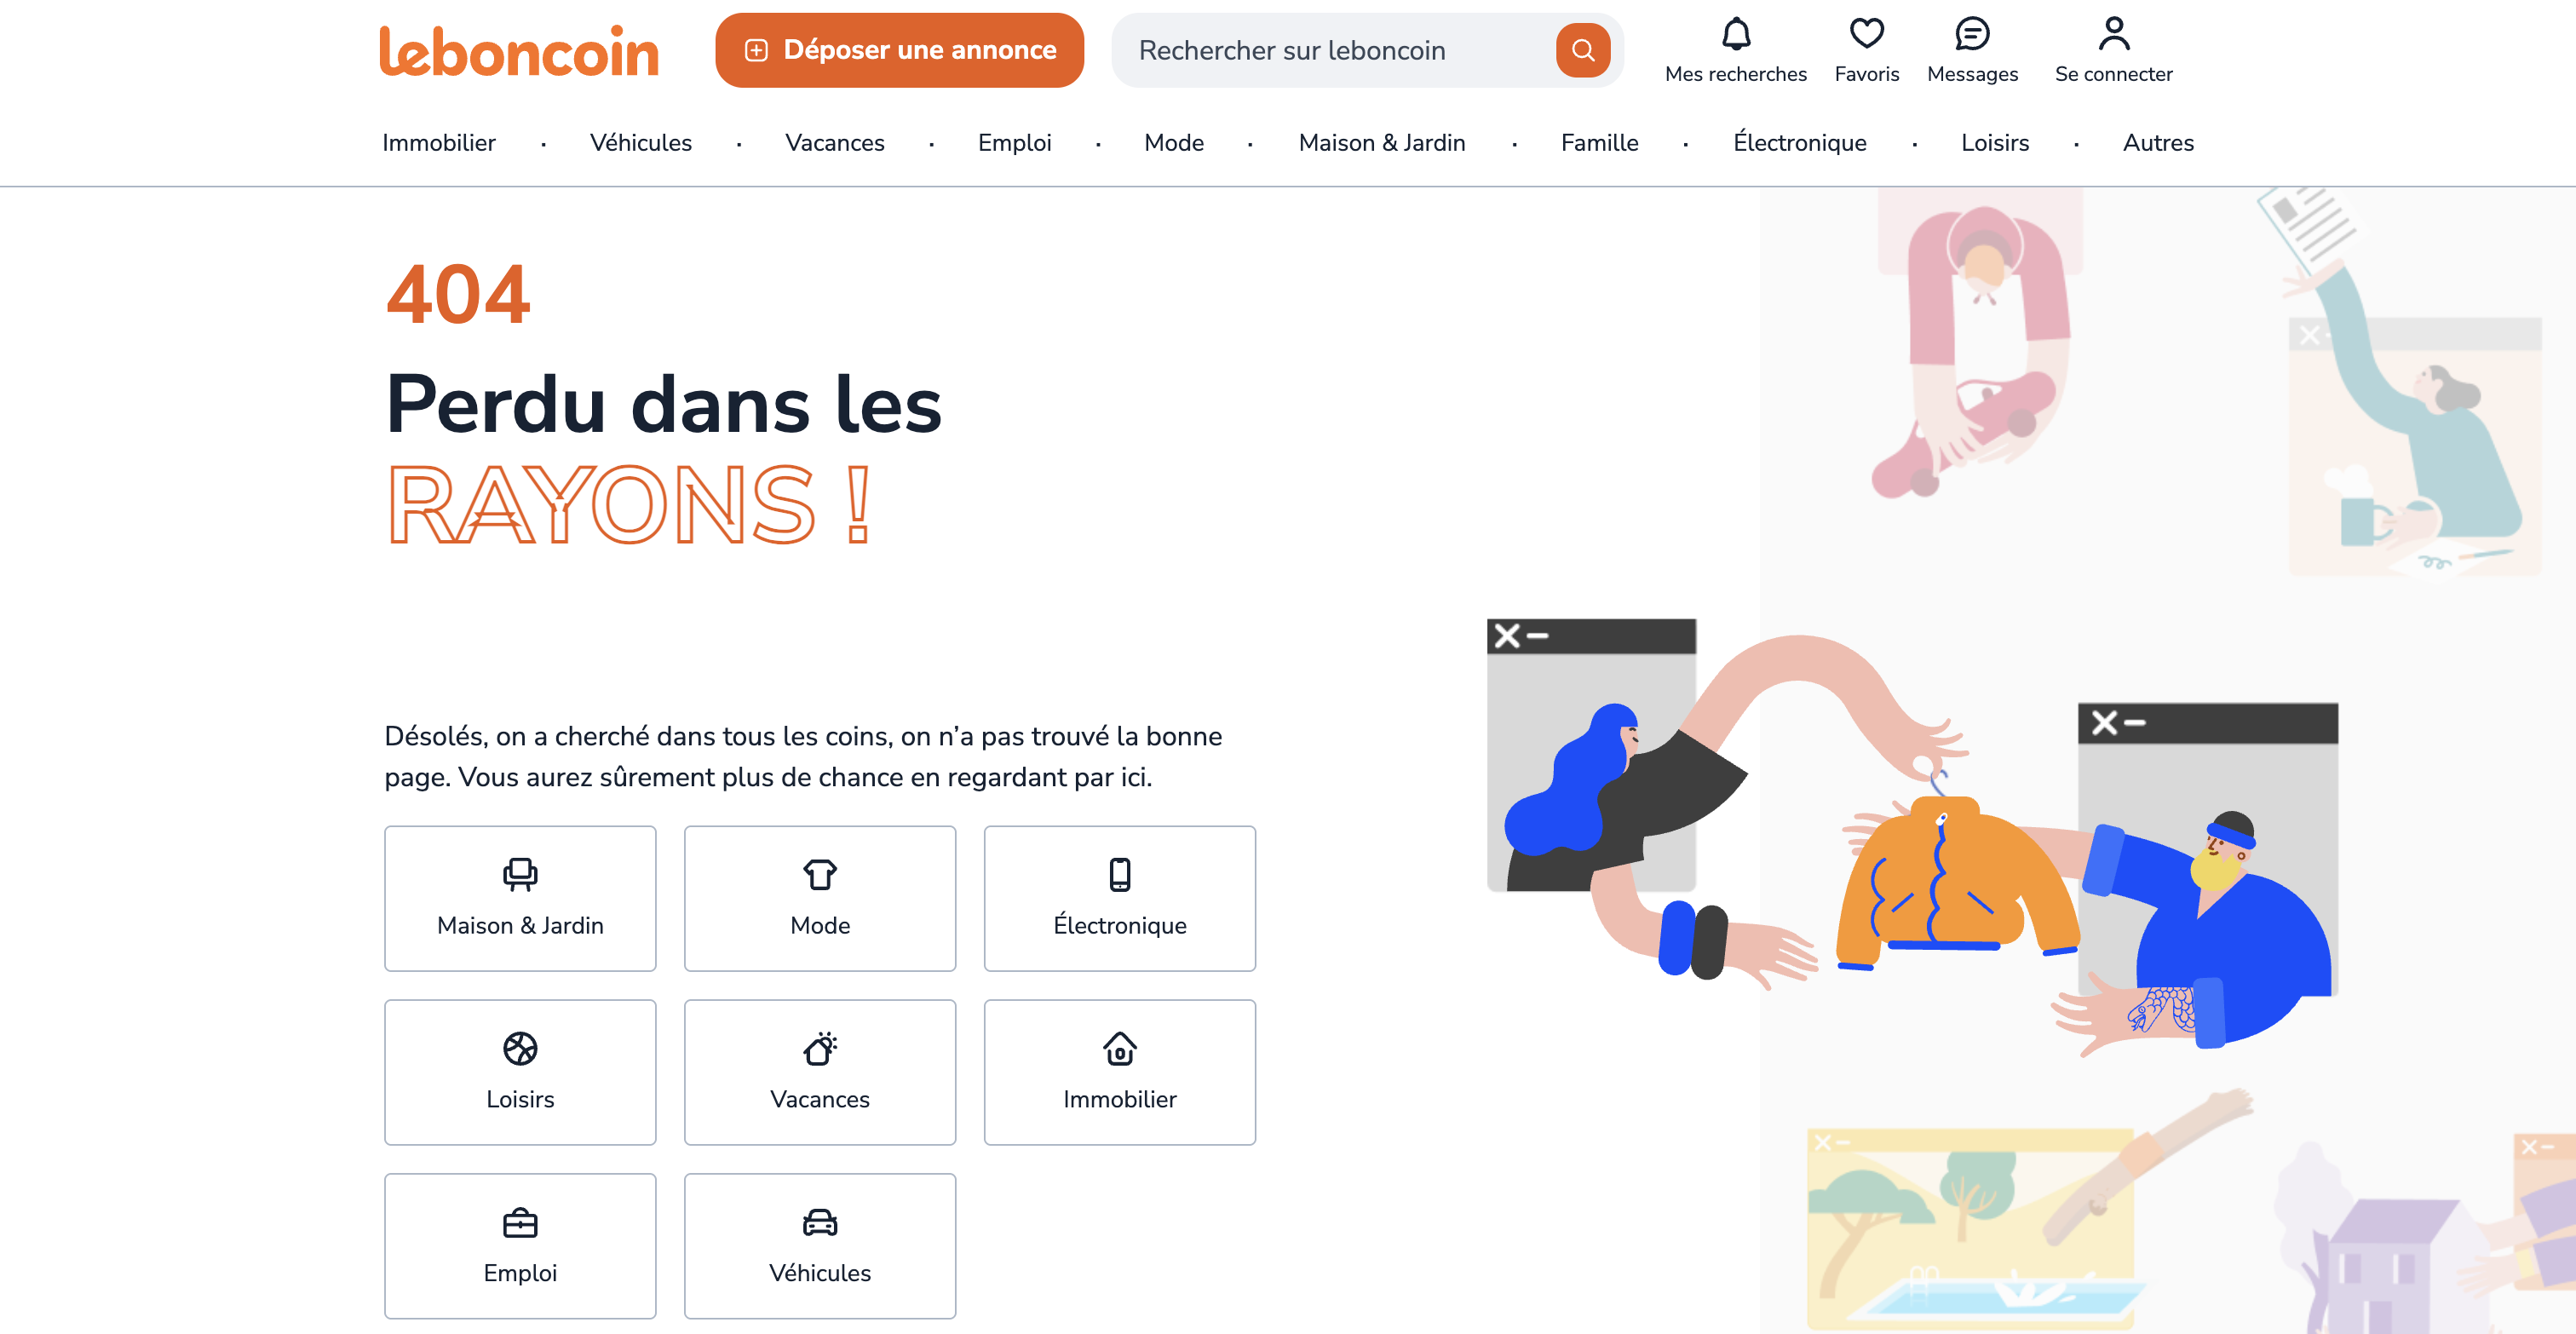 leboncoin
Déposer une annonce
Rechercher sur leboncoin
Mes recherches
Favoris
Messages
Se connecter
Immobilier · Véhicules · Vacances · Emploi · Mode · Maison & Jardin · Famille · Électronique · Loisirs · Autres
404
Perdu dans les
RAYONS !
Désolés, on a cherché dans tous les coins, on n’a pas trouvé la bonne
page. Vous aurez sûrement plus de chance en regardant par ici.
Maison & Jardin
Mode
Électronique
Loisirs
Vacances
Immobilier
Emploi
Véhicules